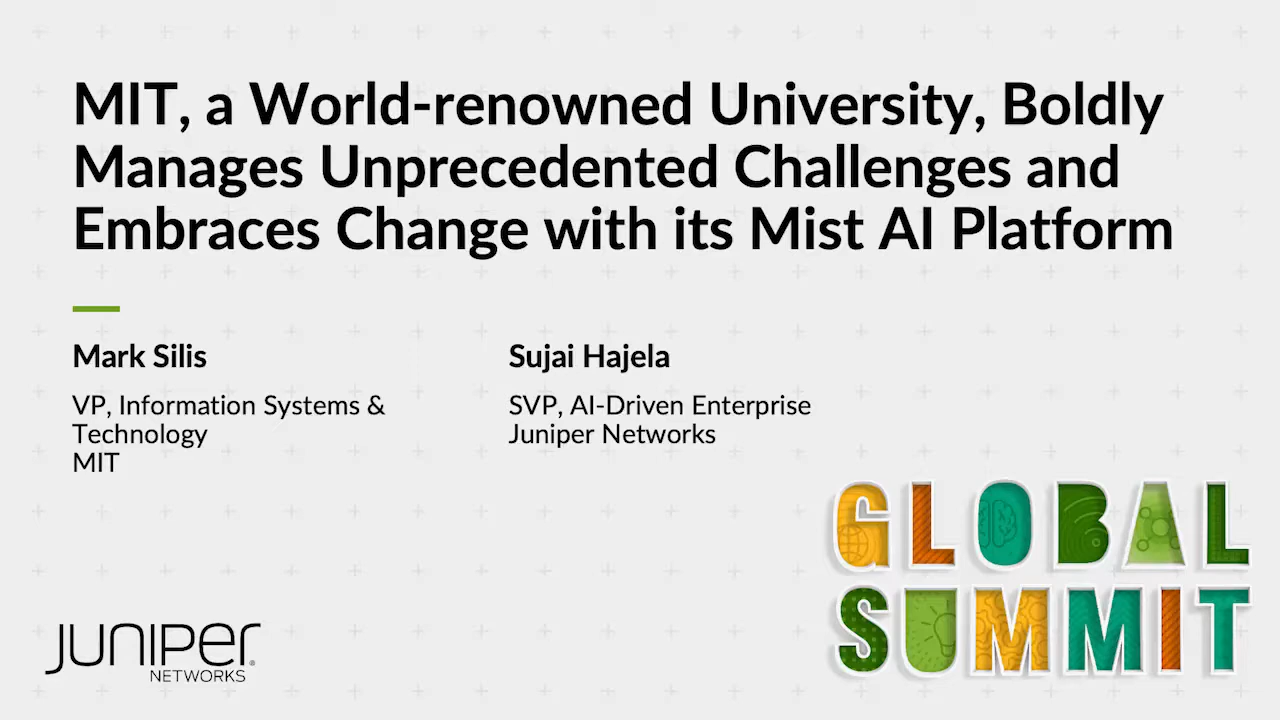 MIT, a World-renowned University, Boldly
Manages Unprecedented Challenges and
Embraces Change with its Mist AI Platform
Mark Silis
VP, Information Systems &
Technology
MIT
Sujai Hajela
SVP, AI-Driven Enterprise
Juniper Networks
GLOBAL
SUMMIT
JUNIPEr
NETWORKS